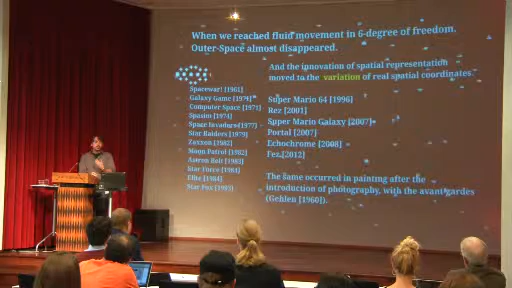 When we reached fluid movement in 6-degree of freedom.
Outer-Space almost disappeared.
And the innovation of spatial representation
moved to the variation of real spatial coordinates.
Spacewar! [1961]
Galaxy Game [1971]
Computer Space [1971]
Spasim [1974]
Space Invaders [1977]
Star Raiders [1979]
Zaxxon [1982]
Moon Patrol [1982]
Astron Belt [1983]
Star Force [1984]
Elite [1984]
Star Fox [1993]
Super Mario 64 [1996]
Rez [2001]
Super Mario Galaxy [2007]
Portal [2007]
Echochrome [2008]
Fez [2012]
The same occurred in painting after the
introduction of photography, with the avantgardes
(Gehlen [1960]).